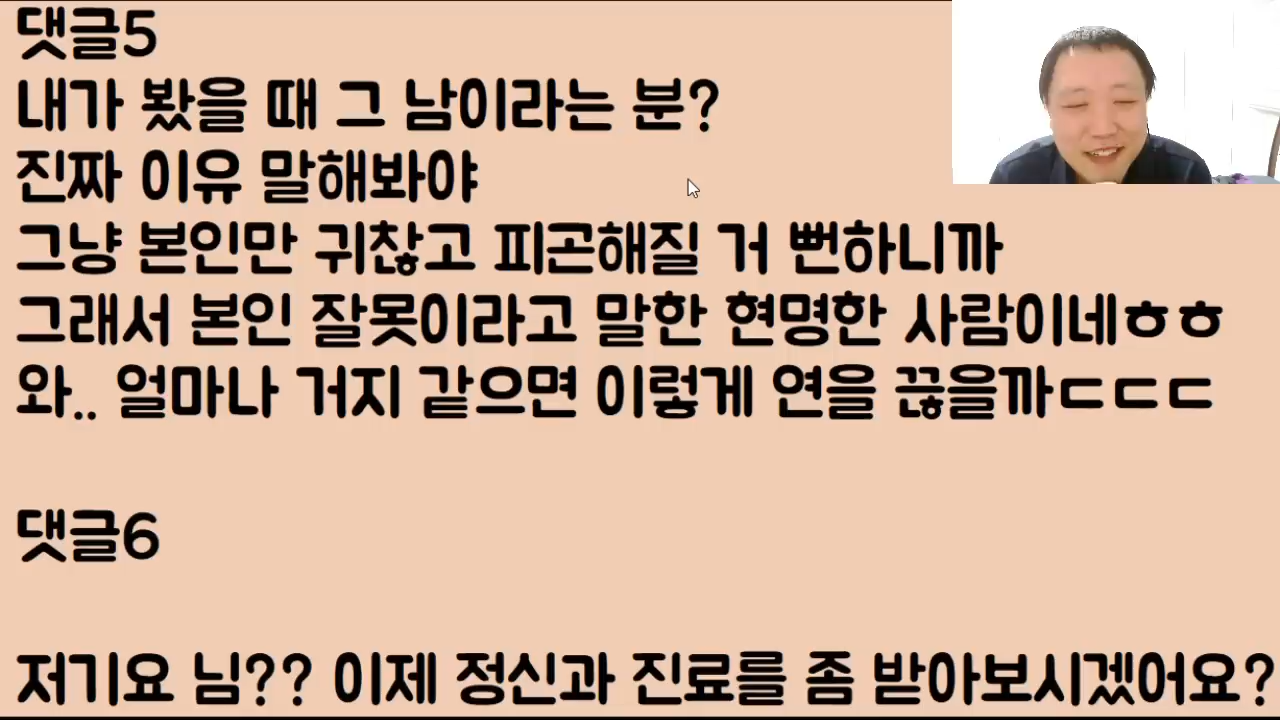 댓글5
내가 봤을 때 그 남이라는 분?
진짜 이유 말해봐야
그냥 본인만 귀찮고 피곤해질 거 뻔하니까
그래서 본인 잘못이라고 말한 현명한 사람이네ㅎㅎ
와.. 얼마나 거지 같으면 이렇게 연을 끊을까ㄷㄷㄷ
댓글6
저기요 님?? 이제 정신과 진료를 좀 받아보시겠어요?